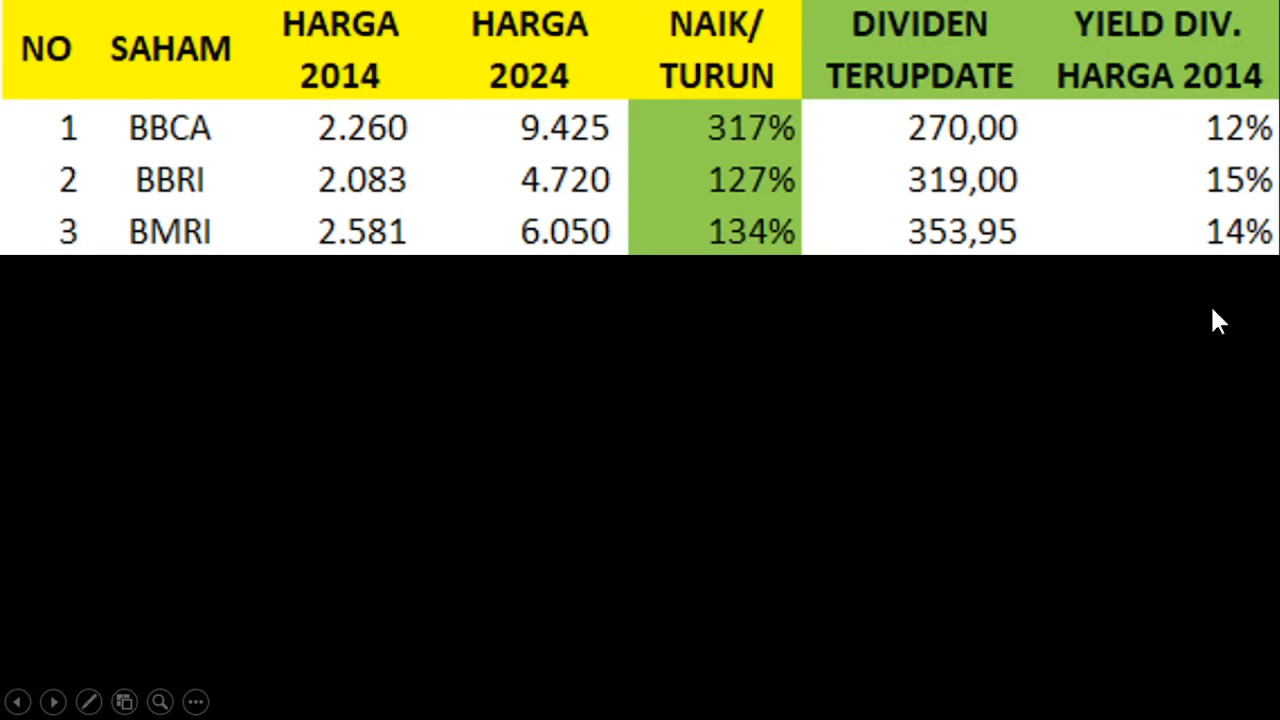 NO SAHAM HARGA 2014 HARGA 2024 NAIK/ TURUN DIVIDEN TERUPDATE YIELD DIV. HARGA 2014
1 BBCA 2.260 9.425 317% 270,00 12%
2 BBRI 2.083 4.720 127% 319,00 15%
3 BMRI 2.581 6.050 134% 353,95 14%